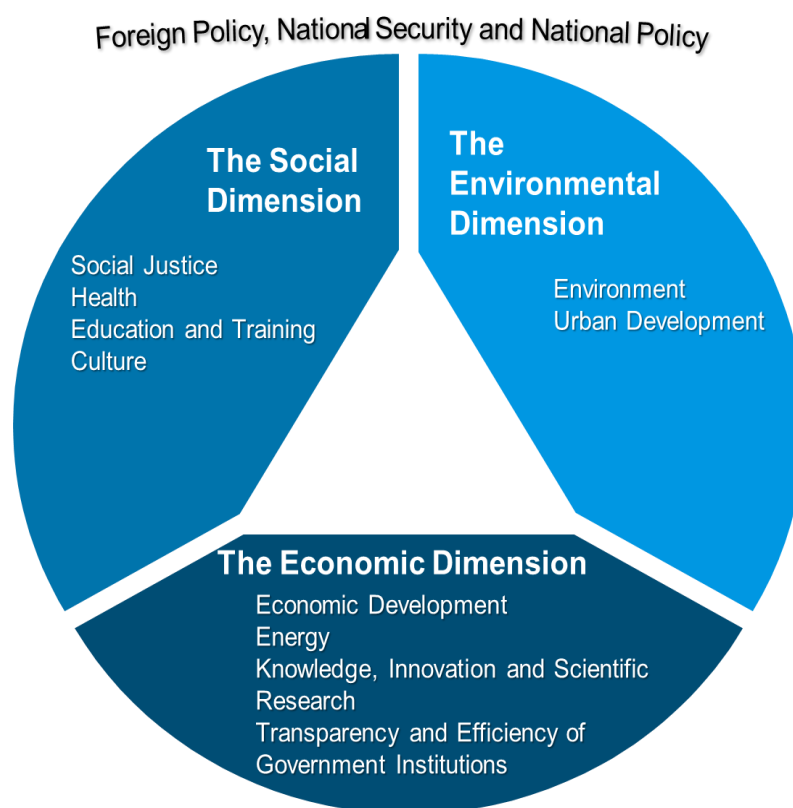 Foreign Policy, National Security and National Policy
The Social
Dimension
Social Justice
Health
Education and Training
Culture
The
Environmental
Dimension
Environment
Urban Development
The Economic Dimension
Economic Development
Energy
Knowledge, Innovation and Scientific
Research
Transparency and Efficiency of
Government Institutions